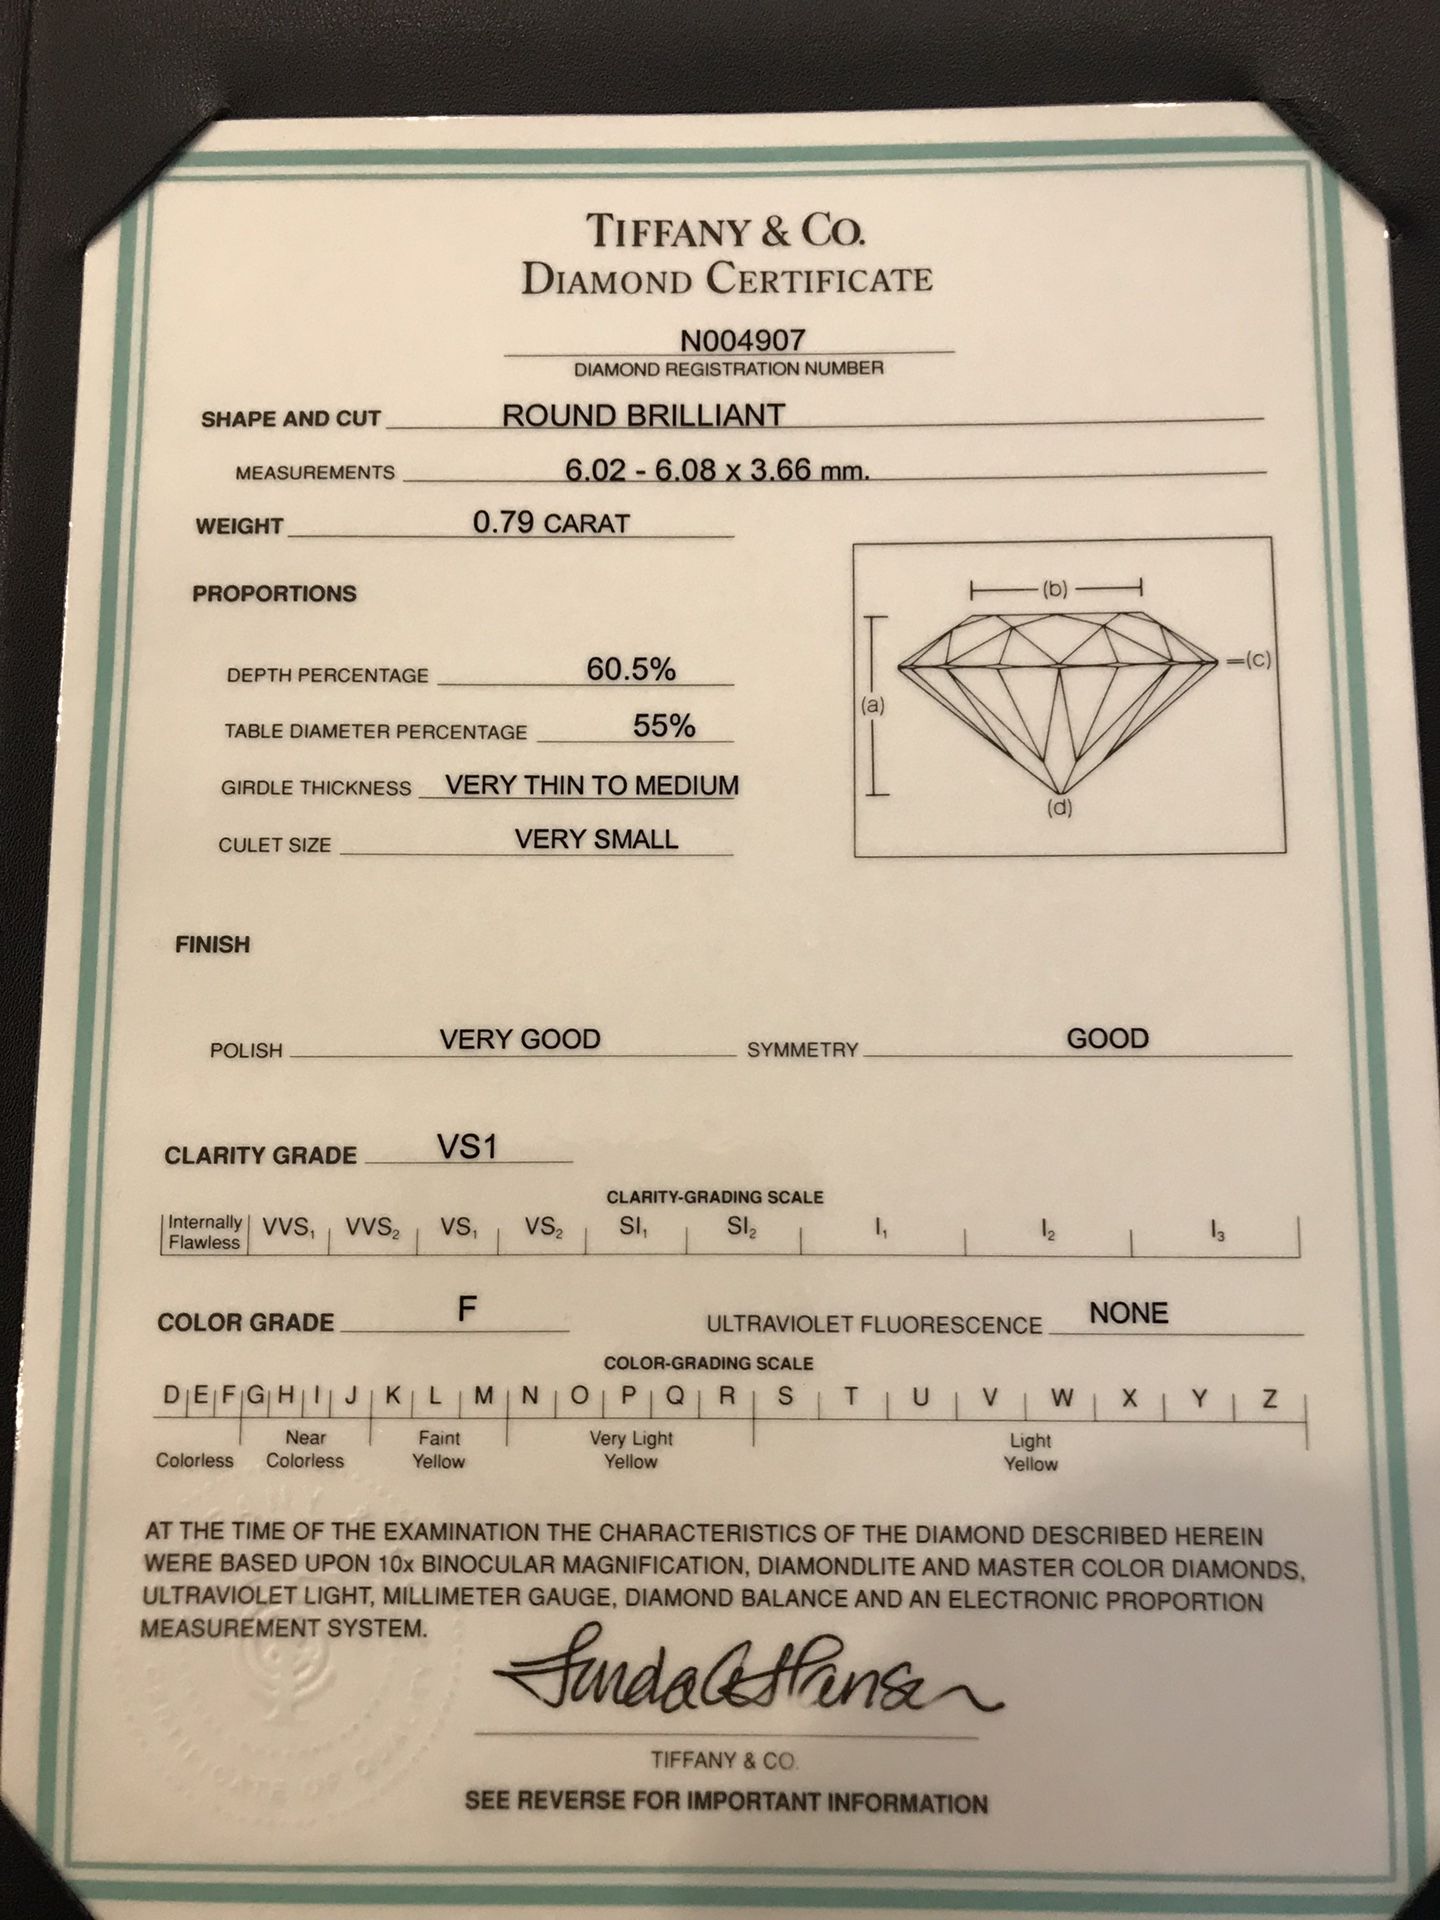 TIFFANY & CO.
DIAMOND CERTIFICATE
N004907
DIAMOND REGISTRATION NUMBER
SHAPE AND CUT ROUND BRILLIANT
MEASUREMENTS 6.02 - 6.08 x 3.66 mm.
WEIGHT 0.79 CARAT
PROPORTIONS
DEPTH PERCENTAGE 60.5%
TABLE DIAMETER PERCENTAGE 55%
GIRDLE THICKNESS VERY THIN TO MEDIUM
CULET SIZE VERY SMALL
(b)
(c)
(a)
(d)
FINISH
POLISH VERY GOOD SYMMETRY GOOD
CLARITY GRADE VS1
CLARITY-GRADING SCALE
Internally Flawless VVS₁ VVS₂ VS₁ VS₂ SI₁ SI₂ I₁ I₂ I₃
COLOR GRADE F ULTRAVIOLET FLUORESCENCE NONE
COLOR-GRADING SCALE
D E F G H I J K L M N O P Q R S T U V W X Y Z
Colorless Near Colorless Faint Yellow Very Light Yellow Light Yellow
AT THE TIME OF THE EXAMINATION THE CHARACTERISTICS OF THE DIAMOND DESCRIBED HEREIN
WERE BASED UPON 10x BINOCULAR MAGNIFICATION, DIAMONDLITE AND MASTER COLOR DIAMONDS,
ULTRAVIOLET LIGHT, MILLIMETER GAUGE, DIAMOND BALANCE AND AN ELECTRONIC PROPORTION
MEASUREMENT SYSTEM.
TIFFANY & CO.
SEE REVERSE FOR IMPORTANT INFORMATION